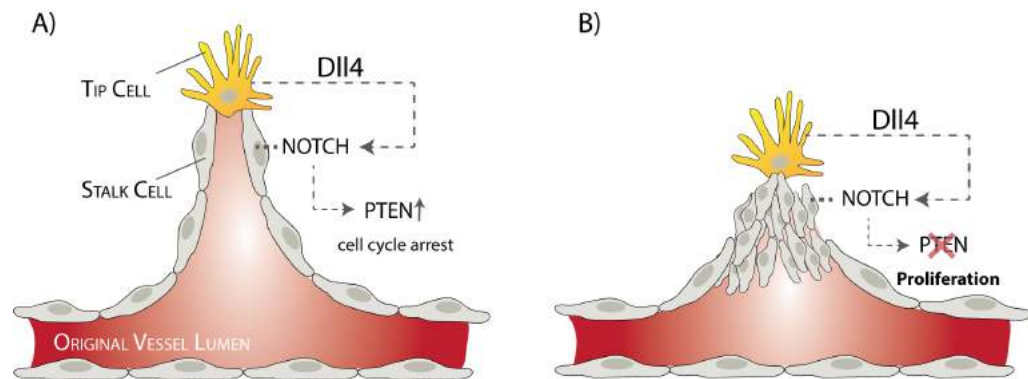 A)
TIP CELL
Dll4
NOTCH
STALK CELL
PTEN↑
cell cycle arrest
ORIGINAL VESSEL LUMEN
B)
Dll4
NOTCH
PTEN
Proliferation